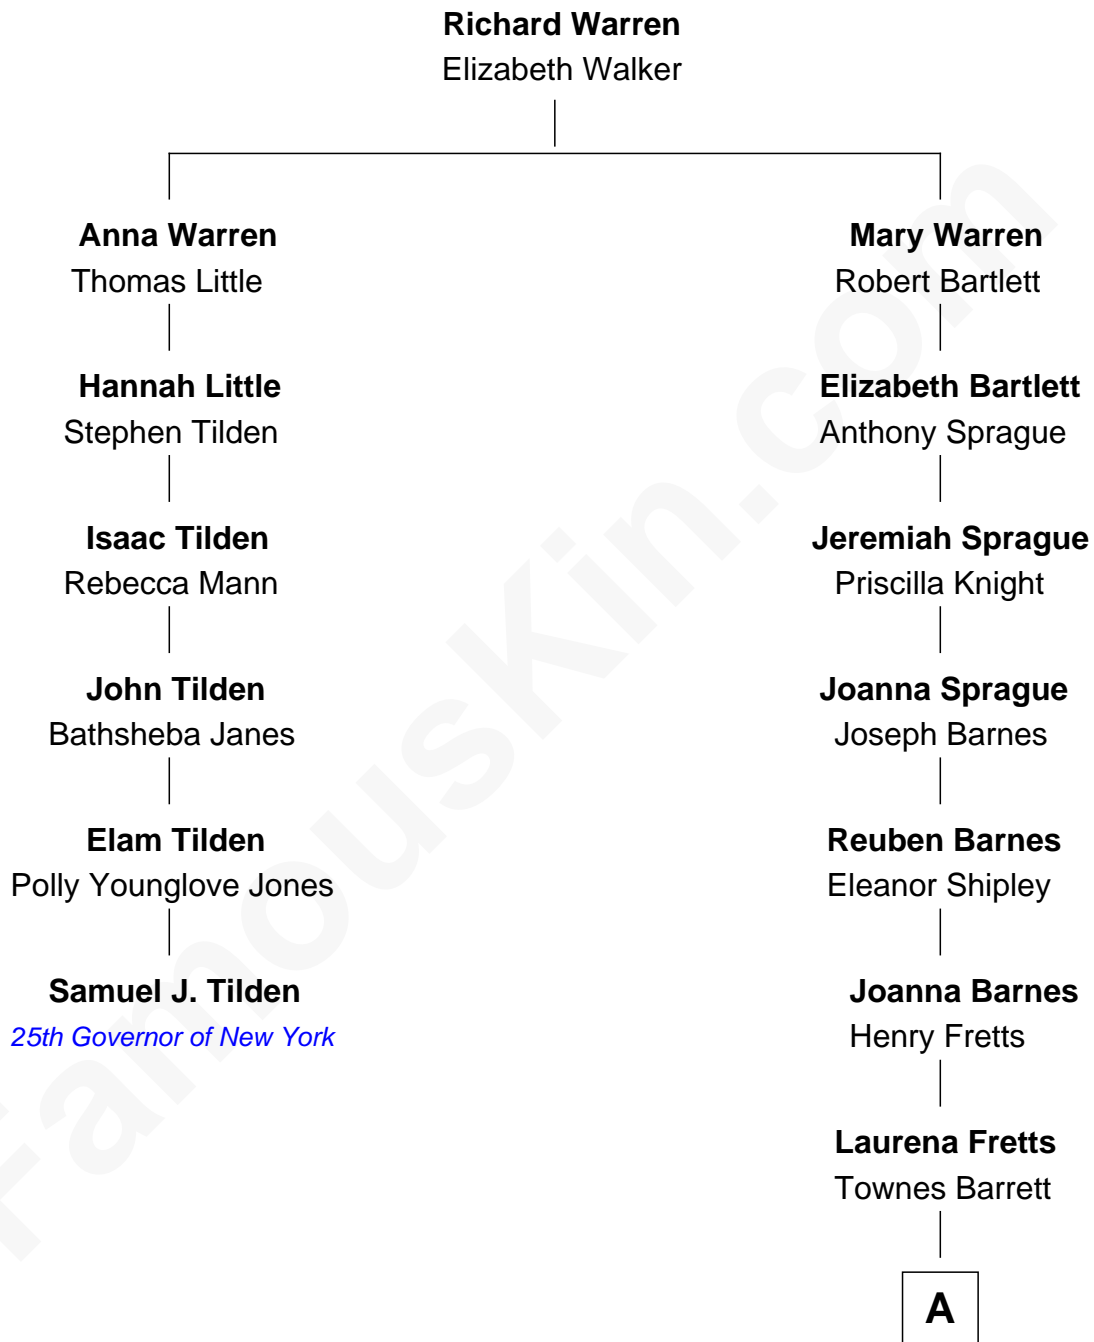 Richard Warren
Elizabeth Walker
Anna Warren
Thomas Little
Hannah Little
Stephen Tilden
Isaac Tilden
Rebecca Mann
John Tilden
Bathsheba Janes
Elam Tilden
Polly Younglove Jones
Samuel J. Tilden
25th Governor of New York
Mary Warren
Robert Bartlett
Elizabeth Bartlett
Anthony Sprague
Jeremiah Sprague
Priscilla Knight
Joanna Sprague
Joseph Barnes
Reuben Barnes
Eleanor Shipley
Joanna Barnes
Henry Fretts
Laurena Fretts
Townes Barrett
A
FamousKin.com